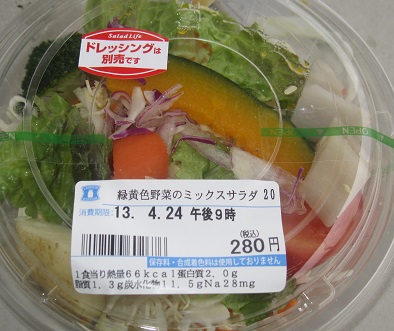 Salad Life
ドレッシングは
別売です
OPEN
緑黄色野菜のミックスサラダ 20
消費期限:13. 4.24 午後9時
(税込)
280円
保存料・合成着色料は使用しておりません
1食当り熱量66kcal蛋白質2.0g
脂質1.3g炭水化物11.5gNa28mg